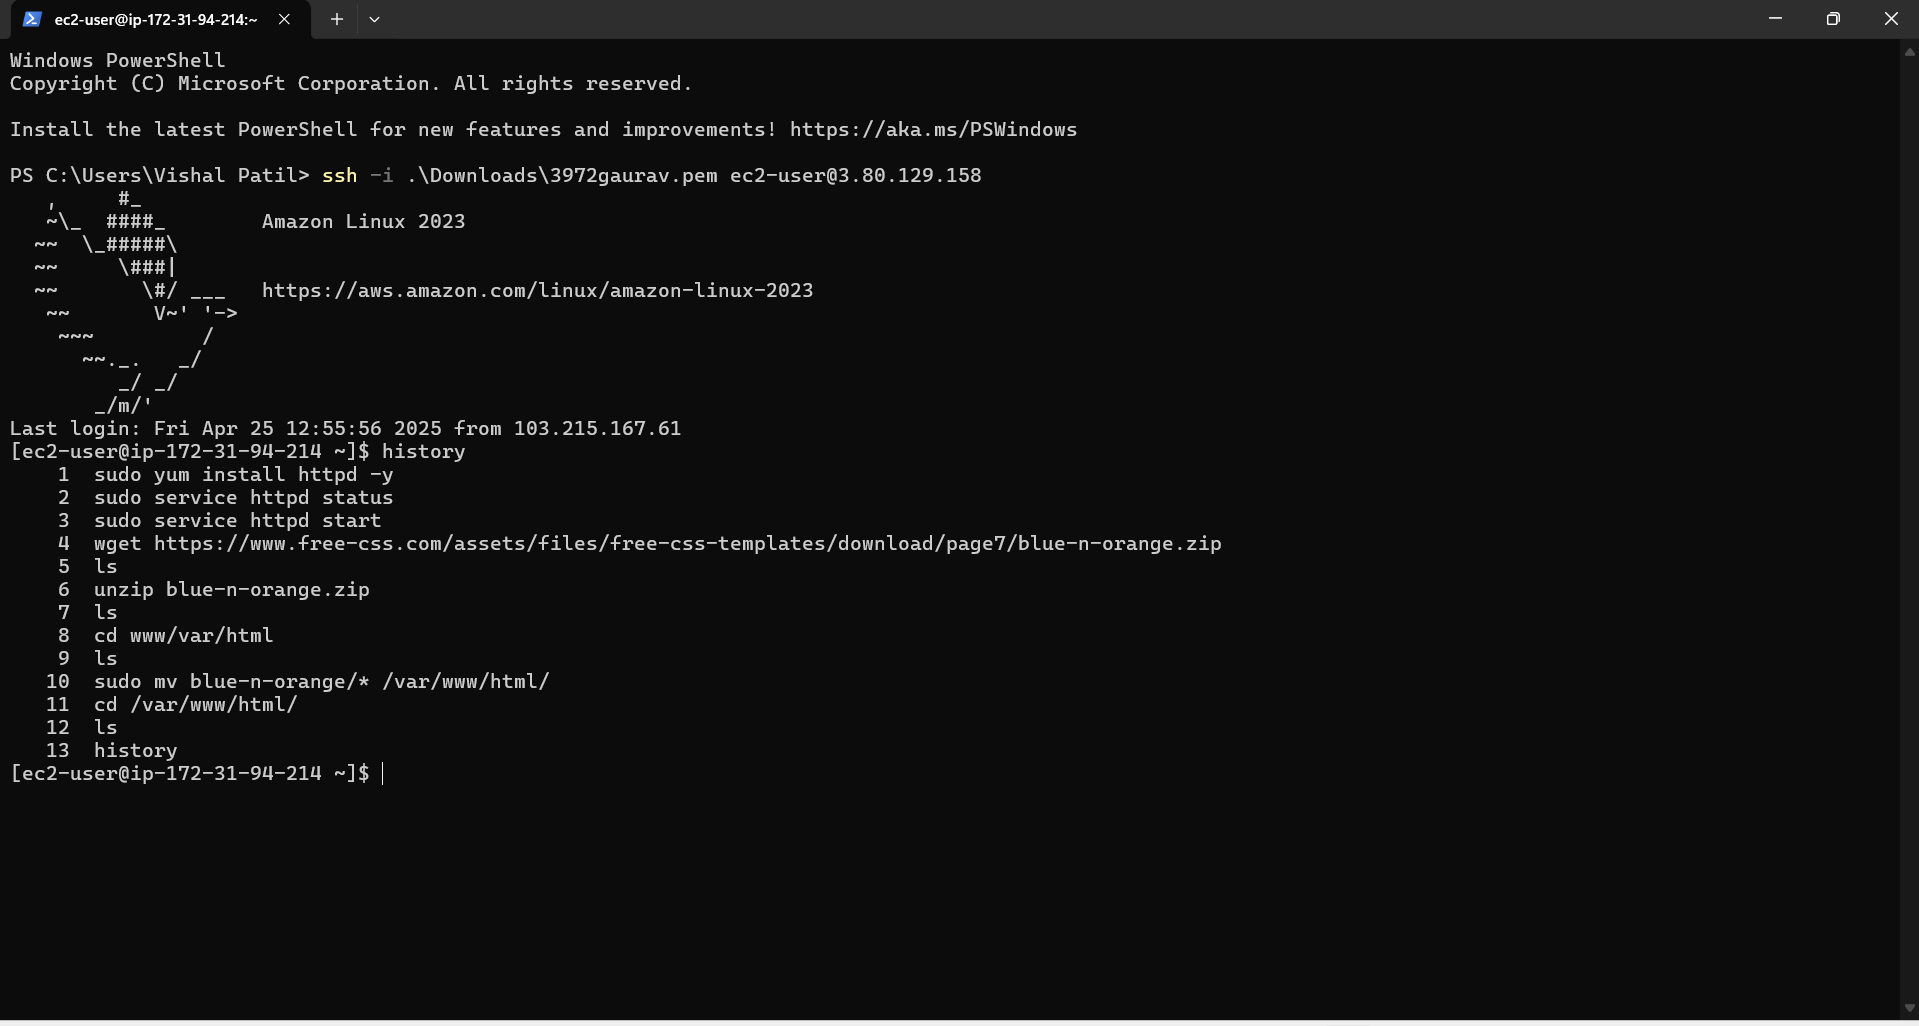 ec2-user@ip-172-31-94-214:~
Windows PowerShell
Copyright (C) Microsoft Corporation. All rights reserved.

Install the latest PowerShell for new features and improvements! https://aka.ms/PSWindows

PS C:\Users\Vishal Patil> ssh -i .\Downloads\3972gaurav.pem ec2-user@3.80.129.158
   ,     #_
   ~\_  ####_        Amazon Linux 2023
  ~~  \_#####\
  ~~     \###|
  ~~       \#/ ___   https://aws.amazon.com/linux/amazon-linux-2023
   ~~       V~' '->
    ~~~         /
      ~~._.   _/
         _/ _/
       _/m/'
Last login: Fri Apr 25 12:55:56 2025 from 103.215.167.61
[ec2-user@ip-172-31-94-214 ~]$ history
    1  sudo yum install httpd -y
    2  sudo service httpd status
    3  sudo service httpd start
    4  wget https://www.free-css.com/assets/files/free-css-templates/download/page7/blue-n-orange.zip
    5  ls
    6  unzip blue-n-orange.zip
    7  ls
    8  cd www/var/html
    9  ls
   10  sudo mv blue-n-orange/* /var/www/html/
   11  cd /var/www/html/
   12  ls
   13  history
[ec2-user@ip-172-31-94-214 ~]$